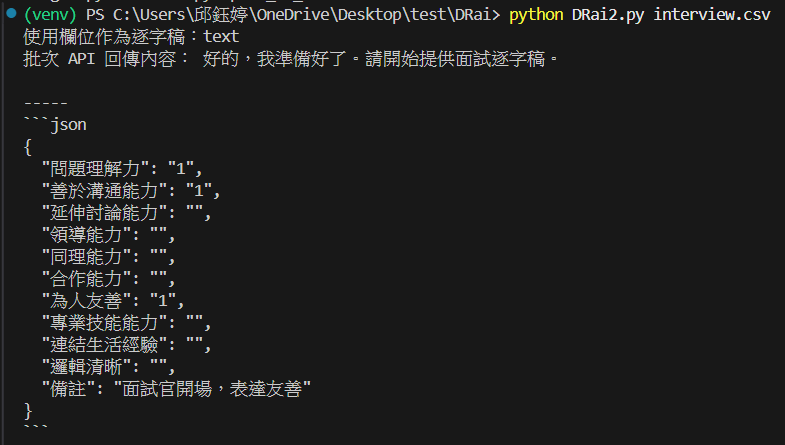 (venv) PS C:\Users\邱鈺婷\OneDrive\Desktop\test\DRai> python DRai2.py interview.csv
使用欄位作為逐字稿：text
批次 API 回傳內容： 好的，我準備好了。請開始提供面試逐字稿。
-----
```json
{
  "問題理解力": "1",
  "善於溝通能力": "1",
  "延伸討論能力": "",
  "領導能力": "",
  "同理能力": "",
  "合作能力": "",
  "為人友善": "1",
  "專業技能能力": "",
  "連結生活經驗": "",
  "邏輯清晰": "",
  "備註": "面試官開場，表達友善"
}
```